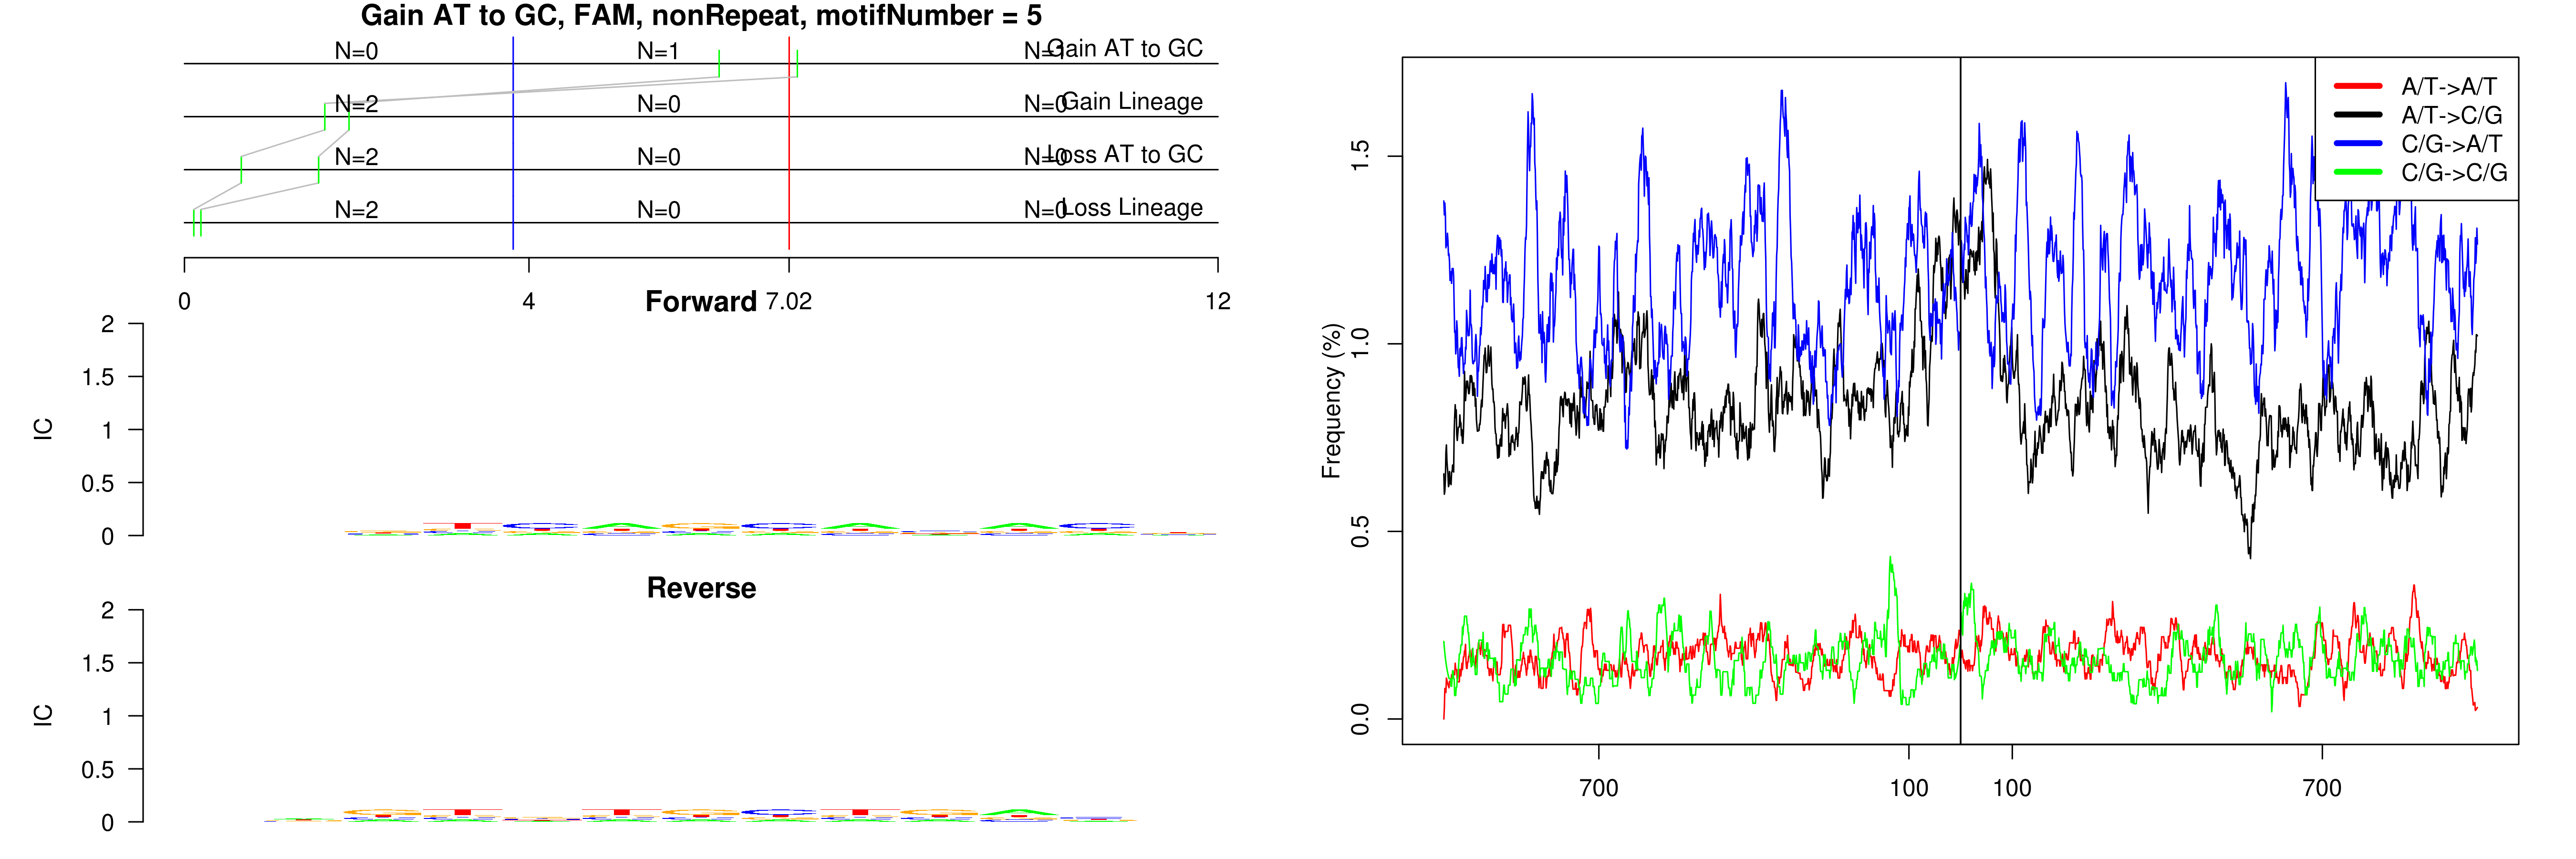 Gain AT to GC, FAM, nonRepeat, motifNumber = 5
N=0 N=1 N=1 Gain AT to GC
N=2 N=0 N=0 Gain Lineage
N=2 N=0 N=0 Loss AT to GC
N=2 N=0 N=0 Loss Lineage
0 4 7.02 12
Forward
IC
2
1.5
1
0.5
0
T C A G C A A C
Reverse
IC
2
1.5
1
0.5
0
G T T G C T G A
Frequency (%)
1.5
1.0
0.5
0.0
700 100 100 700
A/T->A/T
A/T->C/G
C/G->A/T
C/G->C/G